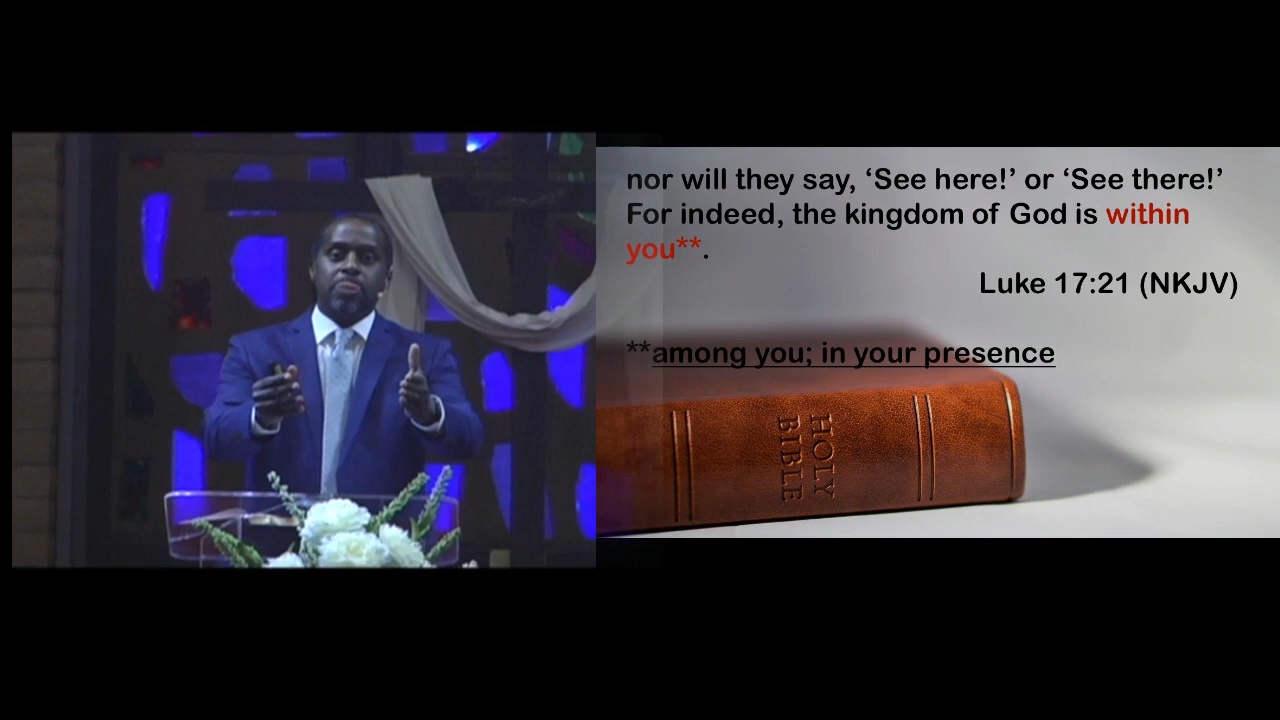 nor will they say, ‘See here!’ or ‘See there!’
For indeed, the kingdom of God is within
you**.
Luke 17:21 (NKJV)
**among you; in your presence
HOLY
BIBLE